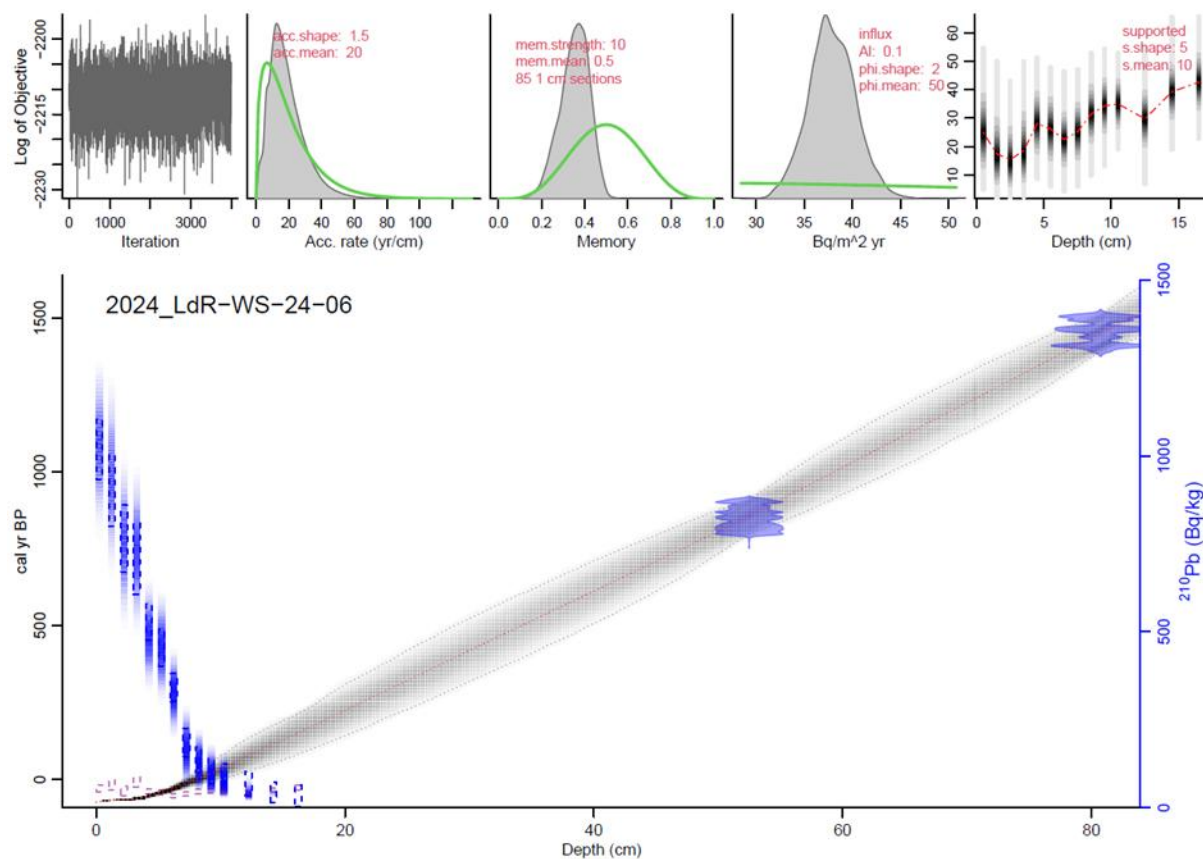 Log of Objective
−2230
−2215
−2200
0
1000
3000
Iteration
acc.shape: 1.5
acc.mean: 20
0 20 40 60 80 100
Acc. rate (yr/cm)
mem.strength: 10
mem.mean: 0.5
85 1 cm sections
0.0 0.2 0.4 0.6 0.8 1.0
Memory
influx
Al: 0.1
phi.shape: 2
phi.mean: 50
30 35 40 45 50
Bq/m^2 yr
supported
s.shape: 5
s.mean: 10
10 20 30 40 50 60
0 5 10 15
Depth (cm)
2024_LdR−WS−24−06
cal yr BP
0 500 1000 1500
0 20 40 60 80
Depth (cm)
0 500 1000 1500
²¹⁰Pb (Bq/kg)